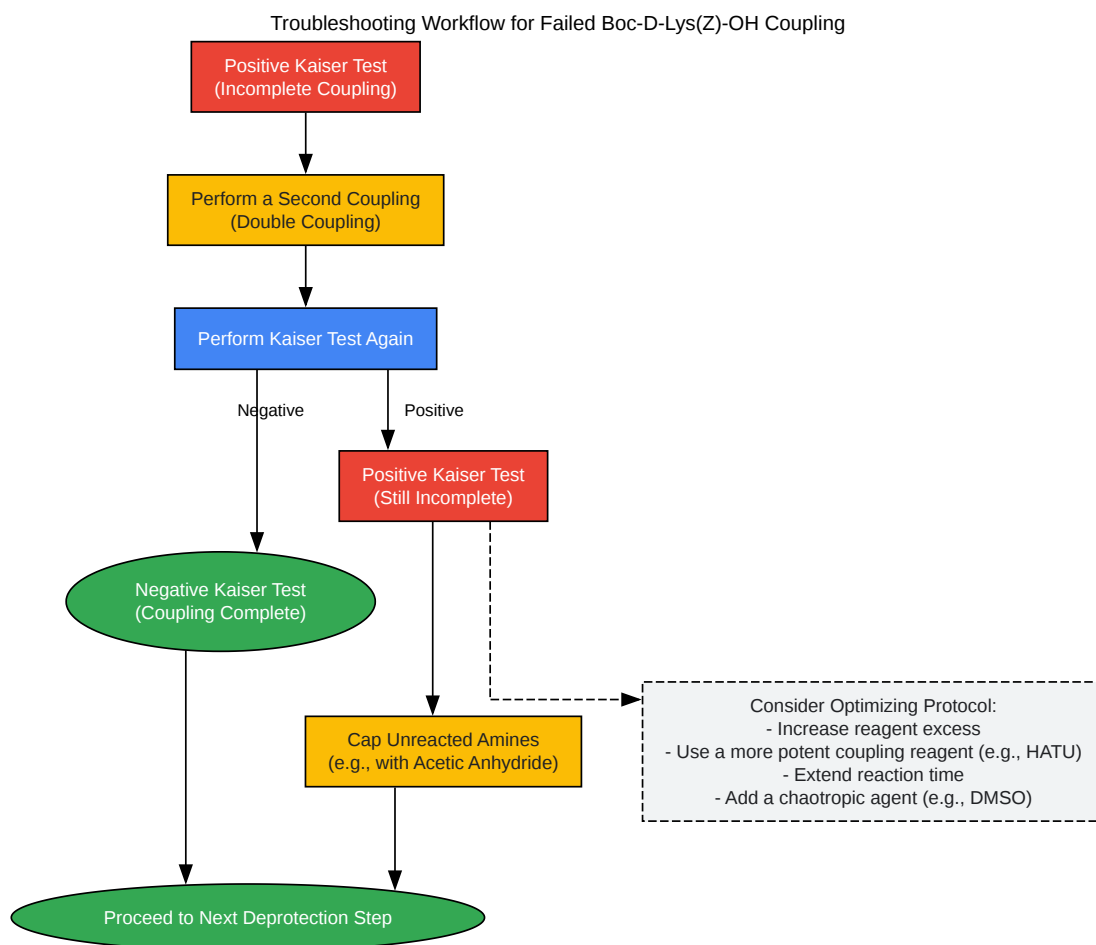 Troubleshooting Workflow for Failed Boc-D-Lys(Z)-OH Coupling
Positive Kaiser Test
(Incomplete Coupling)
Perform a Second Coupling
(Double Coupling)
Perform Kaiser Test Again
Negative
Positive
Positive Kaiser Test
(Still Incomplete)
Negative Kaiser Test
(Coupling Complete)
Consider Optimizing Protocol:
- Increase reagent excess
- Use a more potent coupling reagent (e.g., HATU)
- Extend reaction time
- Add a chaotropic agent (e.g., DMSO)
Cap Unreacted Amines
(e.g., with Acetic Anhydride)
Proceed to Next Deprotection Step